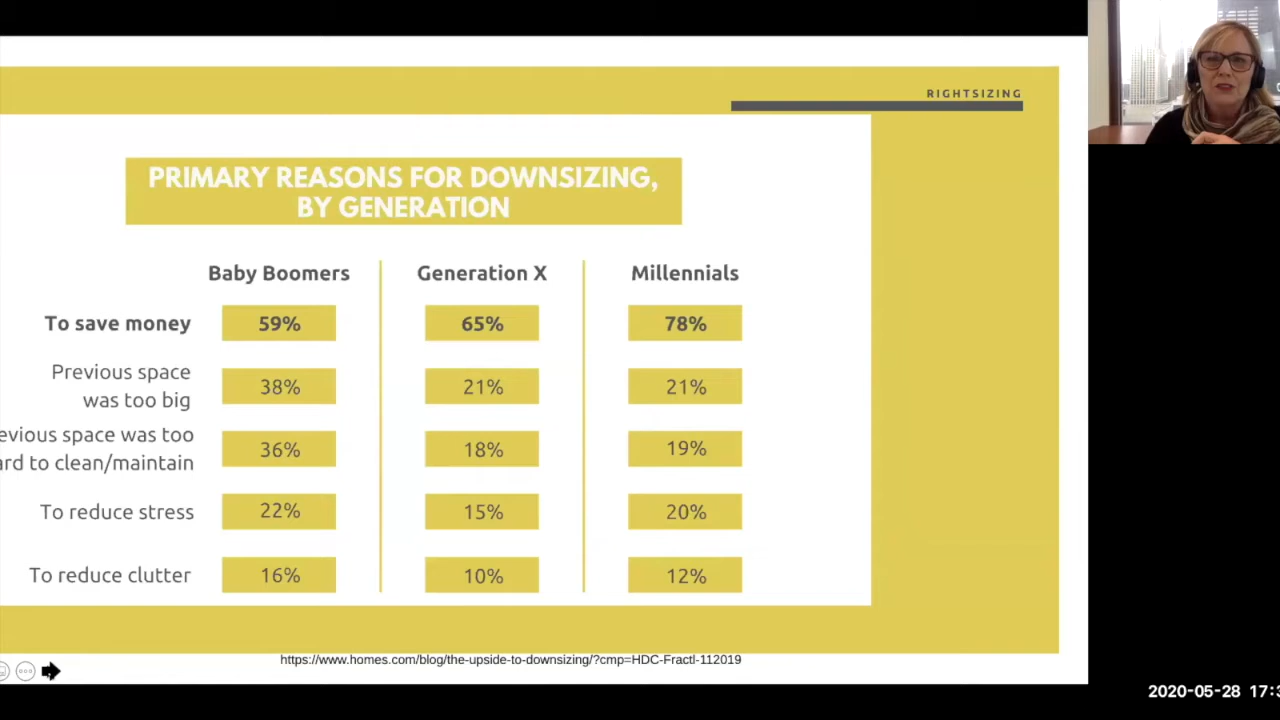 RIGHTSIZING
PRIMARY REASONS FOR DOWNSIZING,
BY GENERATION
Baby Boomers Generation X Millennials
To save money 59% 65% 78%
Previous space
was too big 38% 21% 21%
evious space was too
ard to clean/maintain 36% 18% 19%
To reduce stress 22% 15% 20%
To reduce clutter 16% 10% 12%
https://www.homes.com/blog/the-upside-to-downsizing/?cmp=HDC-Fractl-112019
2020-05-28 17:3